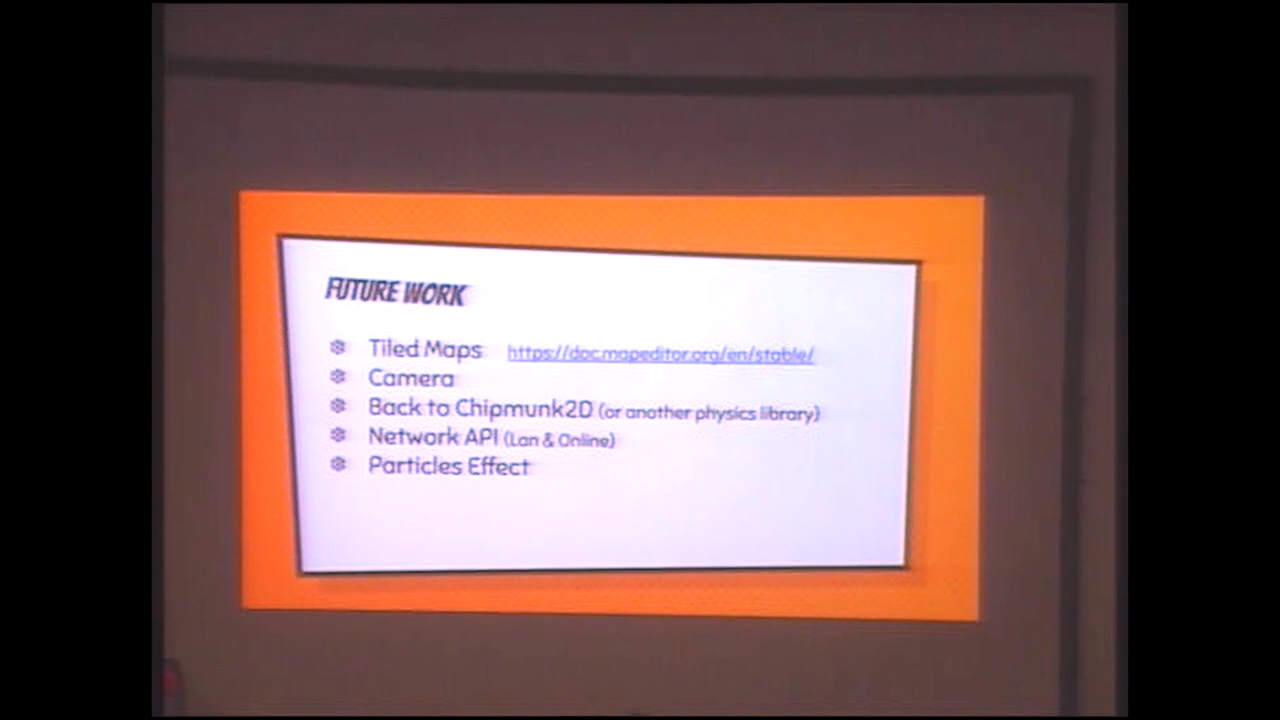 FUTURE WORK
Tiled Maps https://doc.mapeditor.org/en/stable/
Camera
Back to Chipmunk2D (or another physics library)
Network API (Lan & Online)
Particles Effect